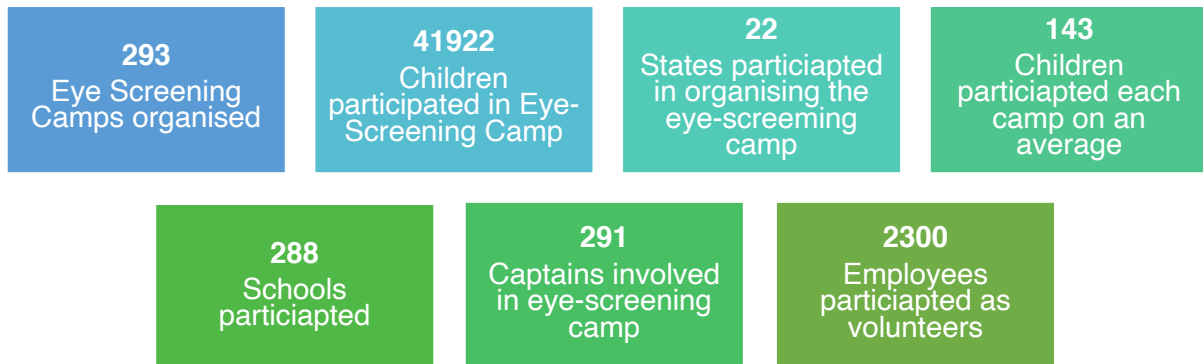 293
Eye Screening
Camps organised
41922
Children
participated in Eye-
Screening Camp
22
States particiapted
in organising the
eye-screeming
camp
143
Children
particiapted each
camp on an
average
288
Schools
particiapted
291
Captains involved
in eye-screening
camp
2300
Employees
particiapted as
volunteers